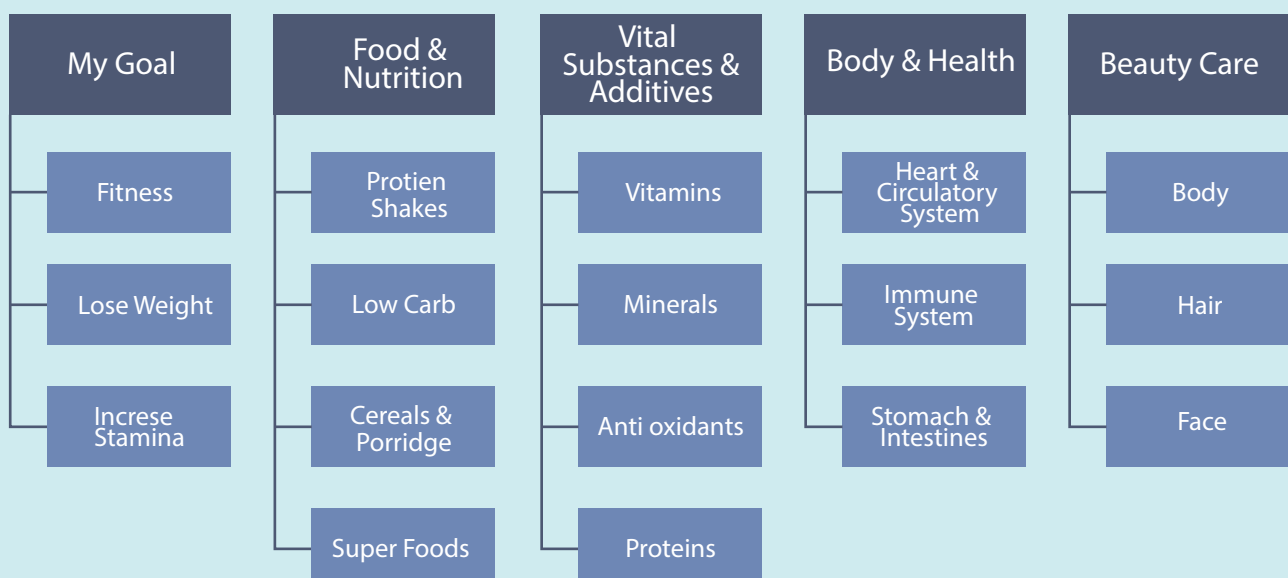 My Goal
Fitness
Lose Weight
Increse
Stamina
Food &
Nutrition
Protien
Shakes
Low Carb
Cereals &
Porridge
Super Foods
Vital
Substances &
Additives
Vitamins
Minerals
Anti oxidants
Proteins
Body & Health
Heart &
Circulatory
System
Immune
System
Stomach &
Intestines
Beauty Care
Body
Hair
Face